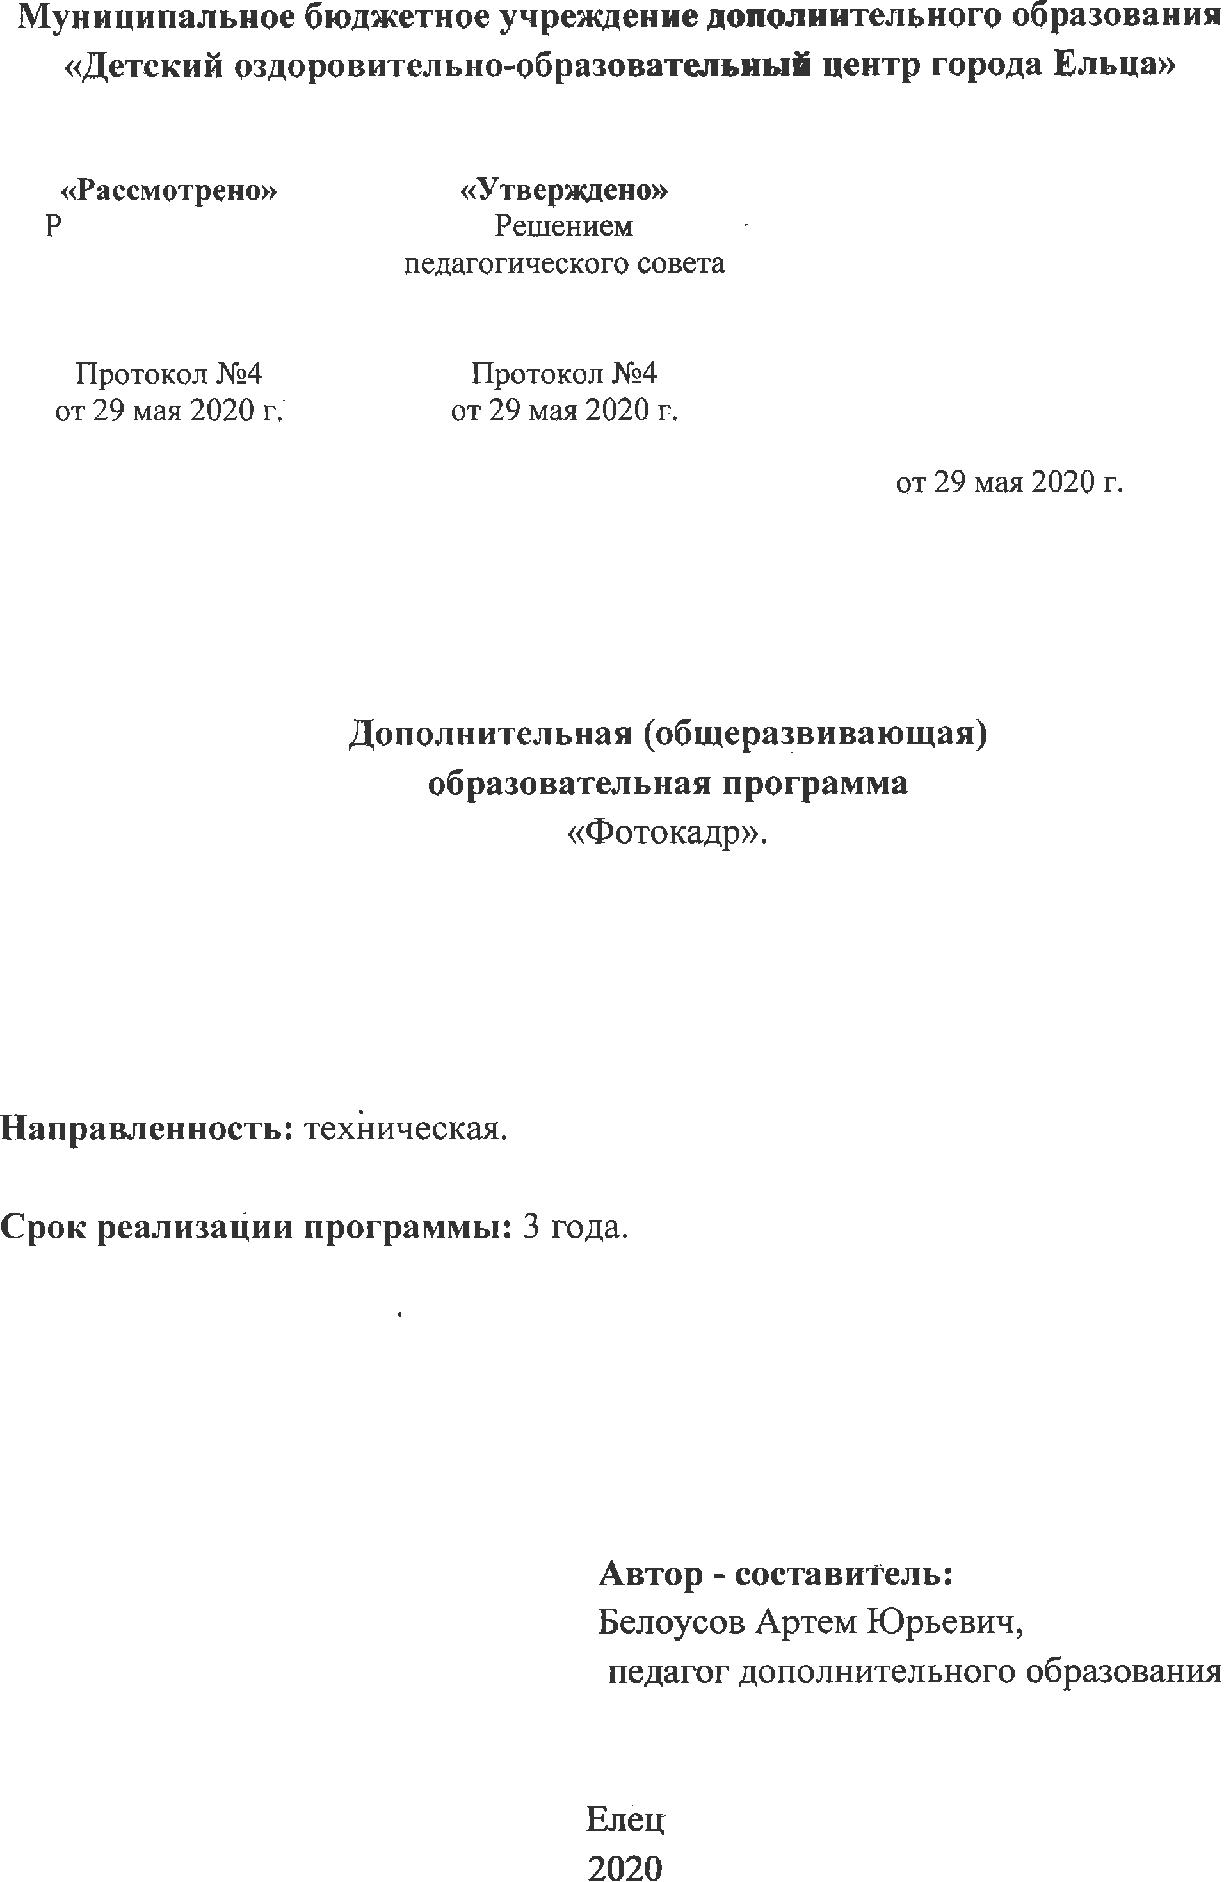 Муниципальное бюджетное учреждение дополнительного образования
«Детский оздоровительно-образовательный центр города Ельца»
«Рассмотрено»
Р
Протокол №4
от 29 мая 2020 г.
«Утверждено»
Решением
педагогического совета
Протокол №4
от 29 мая 2020 г.
от 29 мая 2020 г.
Дополнительная (общеразвивающая)
образовательная программа
«Фотокадр».
Направленность: техническая.
Срок реализации программы: 3 года.
Автор - составитель:
Белоусов Артем Юрьевич,
педагог дополнительного образования
Елец
2020